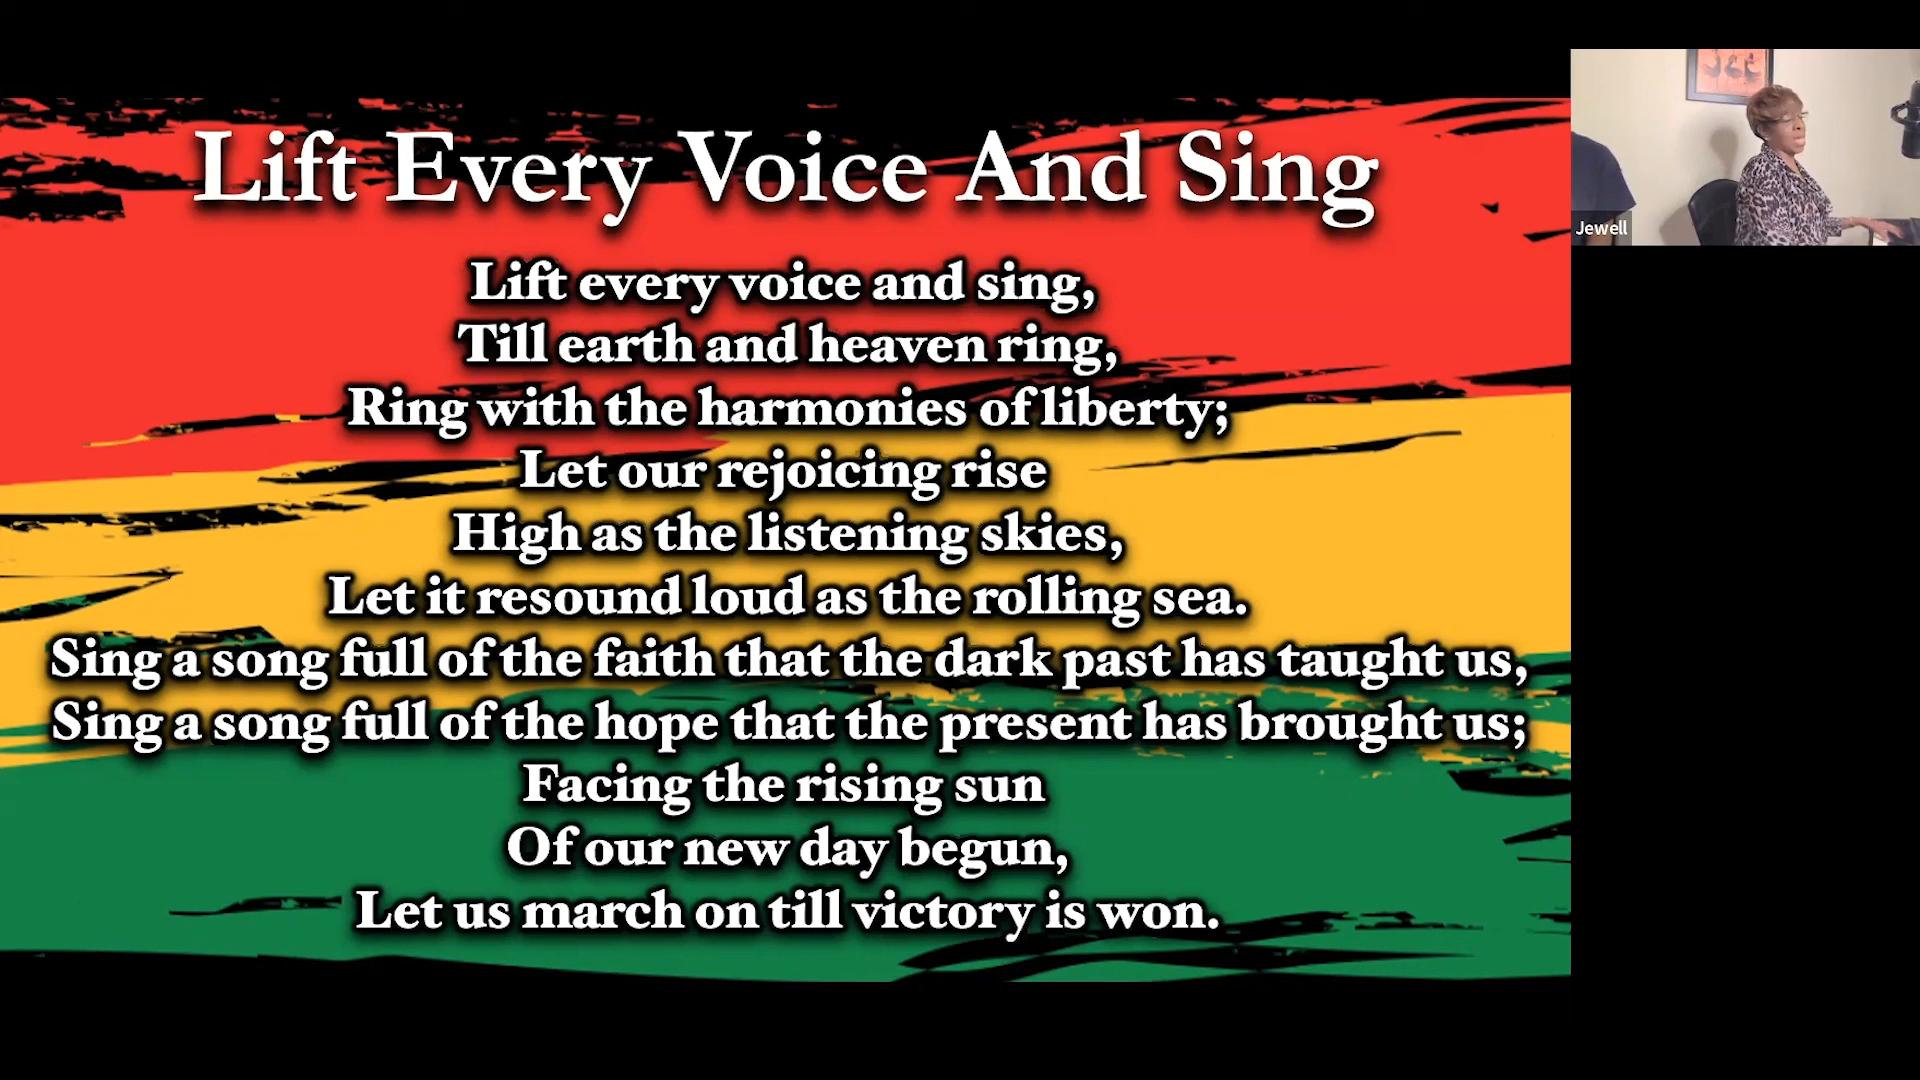 Lift Every Voice And Sing
Lift every voice and sing,
Till earth and heaven ring,
Ring with the harmonies of liberty;
Let our rejoicing rise
High as the listening skies,
Let it resound loud as the rolling sea.
Sing a song full of the faith that the dark past has taught us,
Sing a song full of the hope that the present has brought us;
Facing the rising sun
Of our new day begun,
Let us march on till victory is won.
Jewell